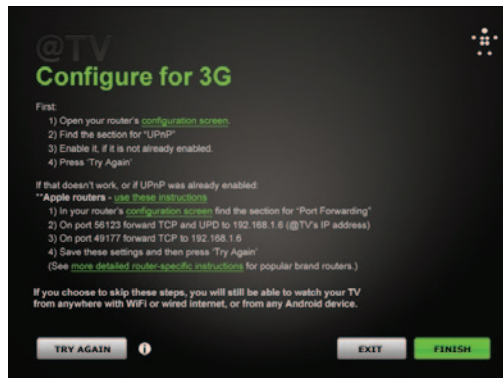 @TV
Configure for 3G
First:
1) Open your router's configuration screen.
2) Find the section for "UPnP"
3) Enable it, if it is not already enabled.
4) Press 'Try Again'
If that doesn't work, or if UPnP was already enabled:
**Apple routers - use these instructions
1) In your router's configuration screen find the section for "Port Forwarding"
2) On port 56123 forward TCP and UPD to 192.168.1.6 (@TV's IP address)
3) On port 49177 forward TCP to 192.168.1.6
4) Save these settings and then press 'Try Again'
(See more detailed router-specific instructions for popular brand routers.)
If you choose to skip these steps, you will still be able to watch your TV
from anywhere with WiFi or wired internet, or from any Android device.
TRY AGAIN i EXIT FINISH